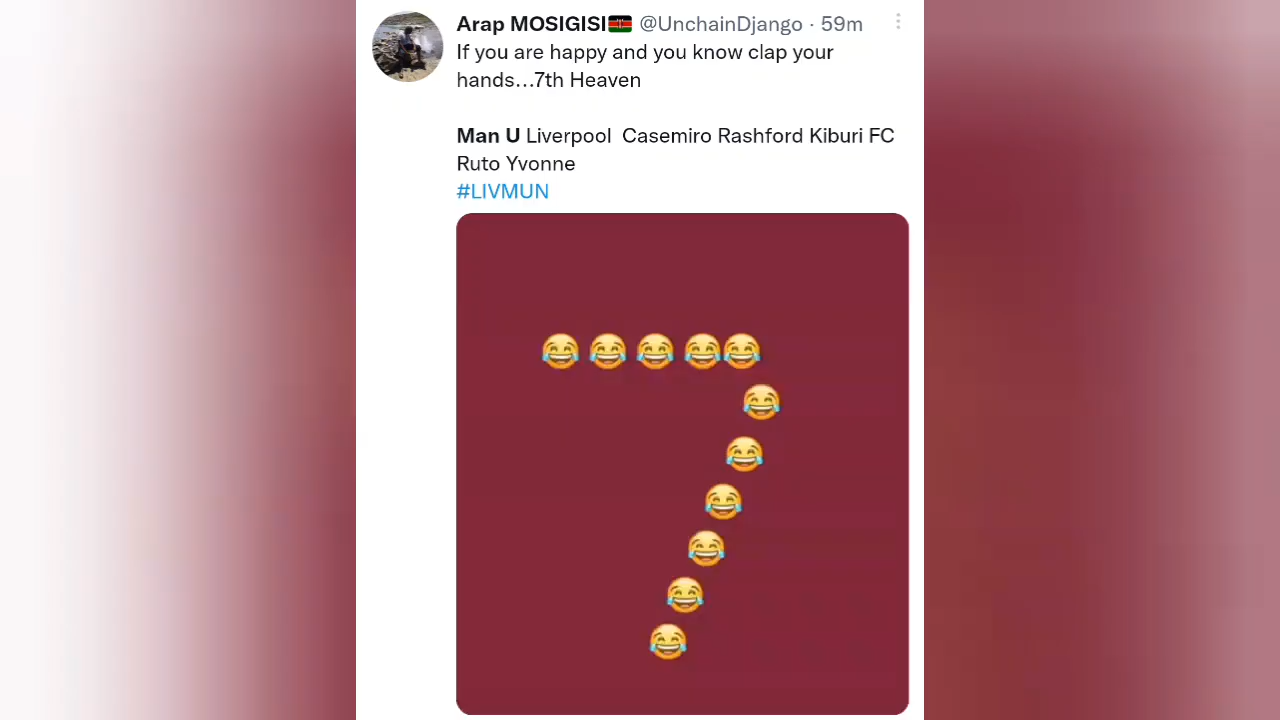 Arap MOSIGISI🇰🇪 @UnchainDjango · 59m
If you are happy and you know clap your
hands...7th Heaven
Man U Liverpool Casemiro Rashford Kiburi FC
Ruto Yvonne
#LIVMUN